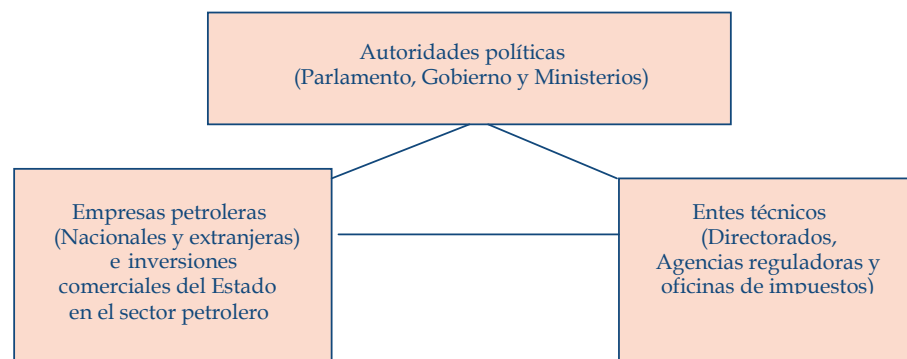 Autoridades políticas
(Parlamento, Gobierno y Ministerios)
Empresas petroleras
(Nacionales y extranjeras)
e inversiones
comerciales del Estado
en el sector petrolero
Entes técnicos
(Directorados,
Agencias reguladoras y
oficinas de impuestos)